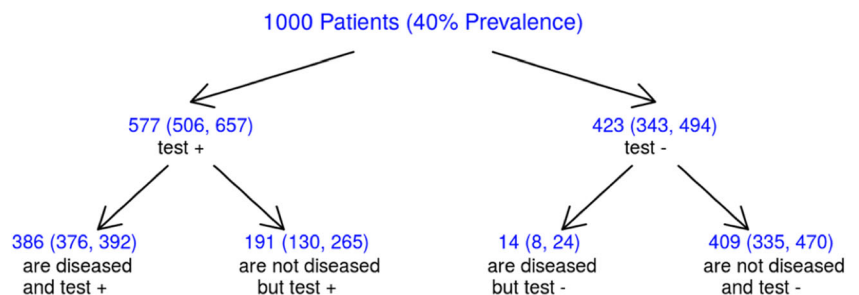 1000 Patients (40% Prevalence)
577 (506, 657)
test +
423 (343, 494)
test -
386 (376, 392)
are diseased
and test +
191 (130, 265)
are not diseased
but test +
14 (8, 24)
are diseased
but test -
409 (335, 470)
are not diseased
and test -